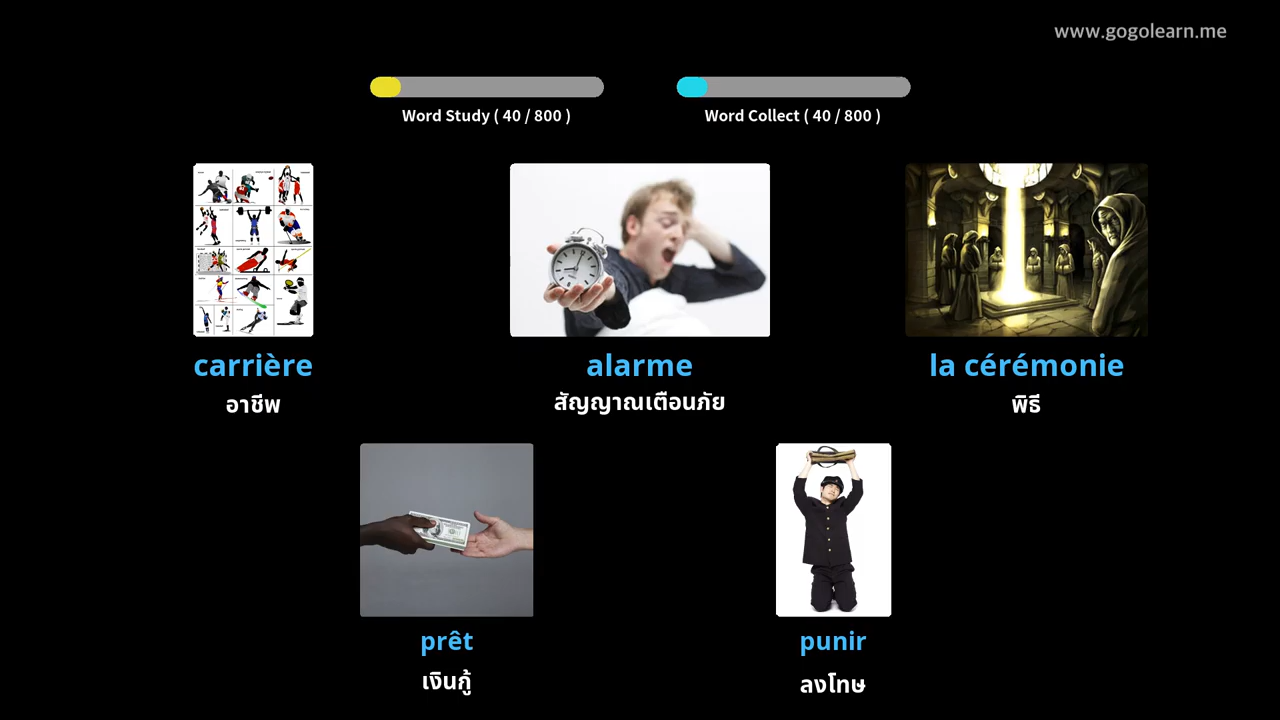 www.gogolearn.me
Word Study ( 40 / 800 )
Word Collect ( 40 / 800 )
carrière
อาชีพ
alarme
สัญญาณเตือนภัย
la cérémonie
พิธี
prêt
เงินกู้
punir
ลงโทษ